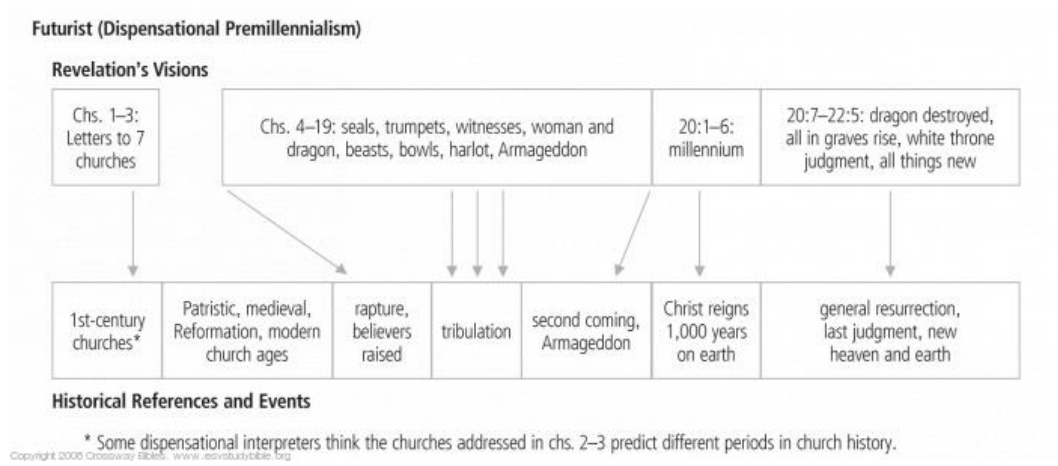 Futurist (Dispensational Premillennialism)
Revelation's Visions
Chs. 1–3:
Letters to 7
churches
Chs. 4–19: seals, trumpets, witnesses, woman and
dragon, beasts, bowls, harlot, Armageddon
20:1–6:
millennium
20:7–22:5: dragon destroyed,
all in graves rise, white throne
judgment, all things new
1st-century
churches*
Patristic, medieval,
Reformation, modern
church ages
rapture,
believers
raised
tribulation
second coming,
Armageddon
Christ reigns
1,000 years
on earth
general resurrection,
last judgment, new
heaven and earth
Historical References and Events
* Some dispensational interpreters think the churches addressed in chs. 2–3 predict different periods in church history.
Copyright 2008 Crossway Bibles. www.esvstudybible.org